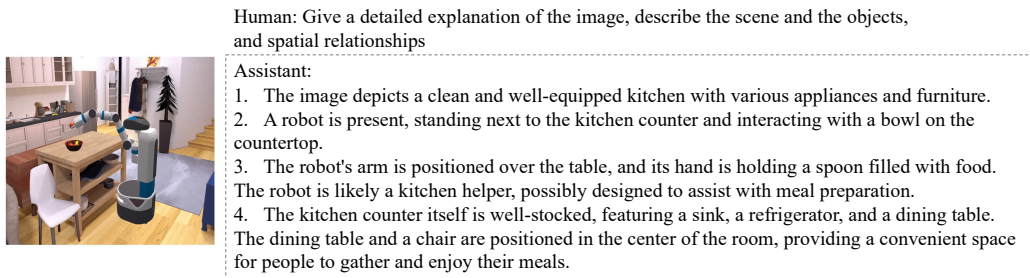 Human: Give a detailed explanation of the image, describe the scene and the objects,
and spatial relationships
Assistant:
1. The image depicts a clean and well-equipped kitchen with various appliances and furniture.
2. A robot is present, standing next to the kitchen counter and interacting with a bowl on the
countertop.
3. The robot's arm is positioned over the table, and its hand is holding a spoon filled with food.
The robot is likely a kitchen helper, possibly designed to assist with meal preparation.
4. The kitchen counter itself is well-stocked, featuring a sink, a refrigerator, and a dining table.
The dining table and a chair are positioned in the center of the room, providing a convenient space
for people to gather and enjoy their meals.